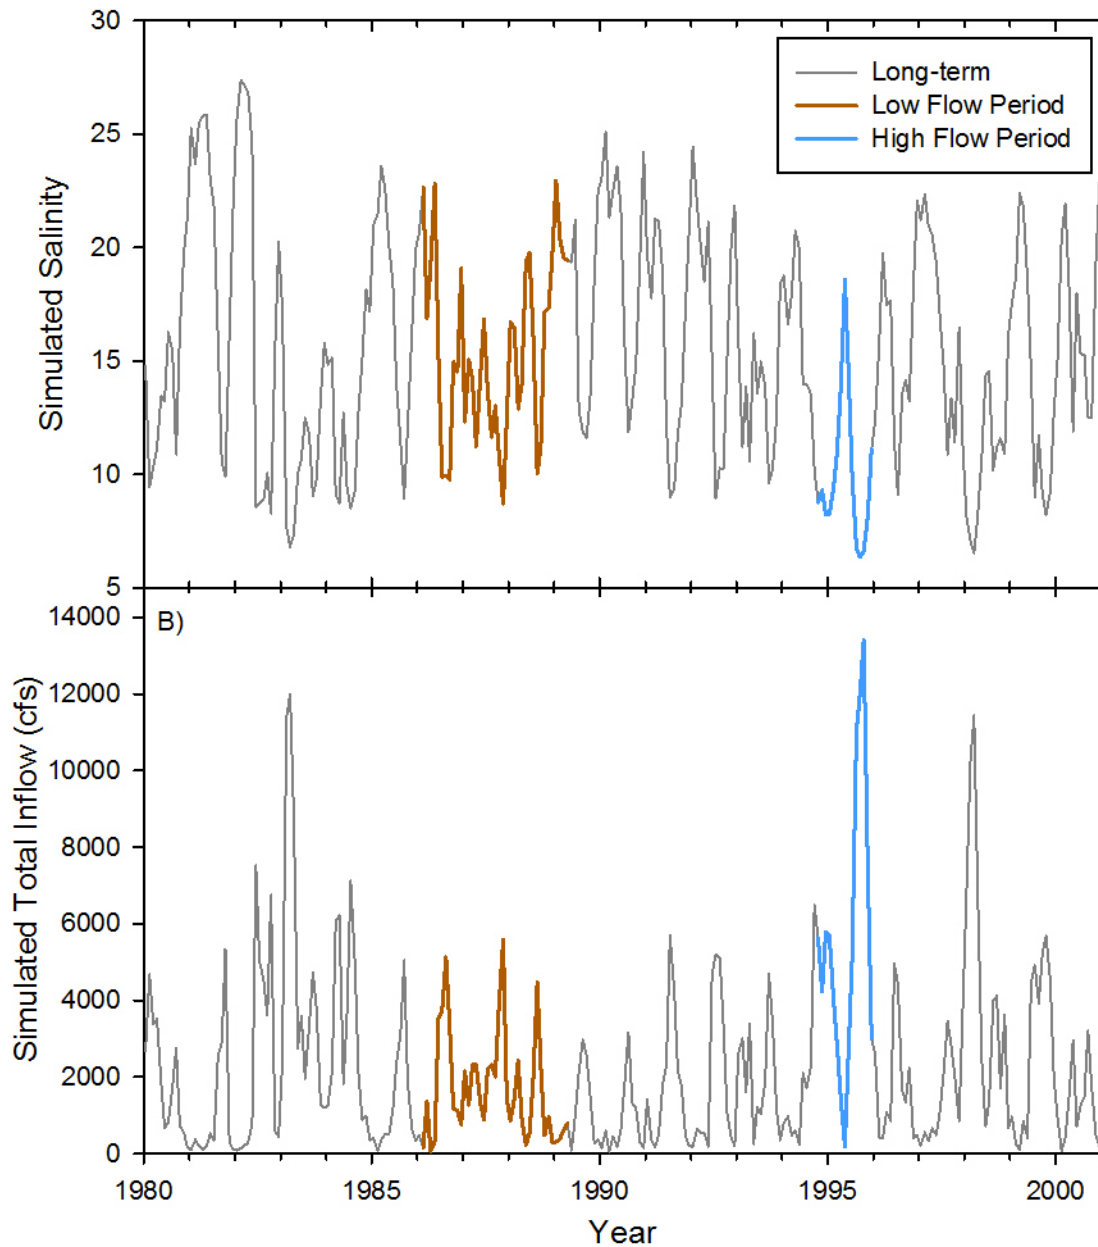 30
25
20
15
10
5
Simulated Salinity
Long-term
Low Flow Period
High Flow Period
B)
14000
12000
10000
8000
6000
4000
2000
0
Simulated Total Inflow (cfs)
1980
1985
1990
1995
2000
Year